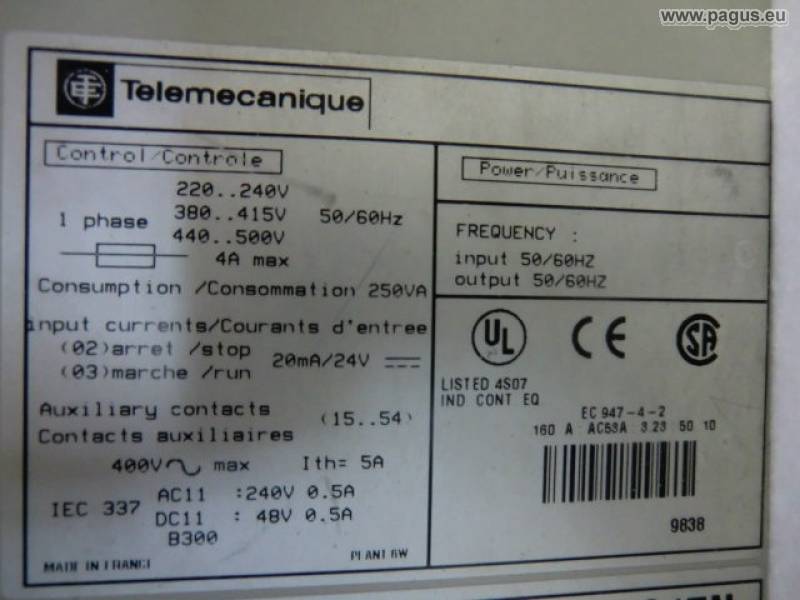 www.pagus.eu
Telemecanique
Control/Controle
220..240V
1 phase 380..415V 50/60Hz
440..500V
4A max
Consumption /Consommation 250VA
input currents/Courants d'entree
(02)arret /stop 20mA/24V
(03)marche /run
Auxiliary contacts (15..54)
Contacts auxiliaires
400V max Ith= 5A
IEC 337 AC11 :240V 0.5A
DC11 : 48V 0.5A
B300
MADE IN FRANCE PLANT 6W
Power/Puissance
FREQUENCY :
input 50/60HZ
output 50/60HZ
UL CE SA
LISTED 4S07
IND CONT EQ
EC 947-4-2
160 A AC53A 3.23 50 10
9838